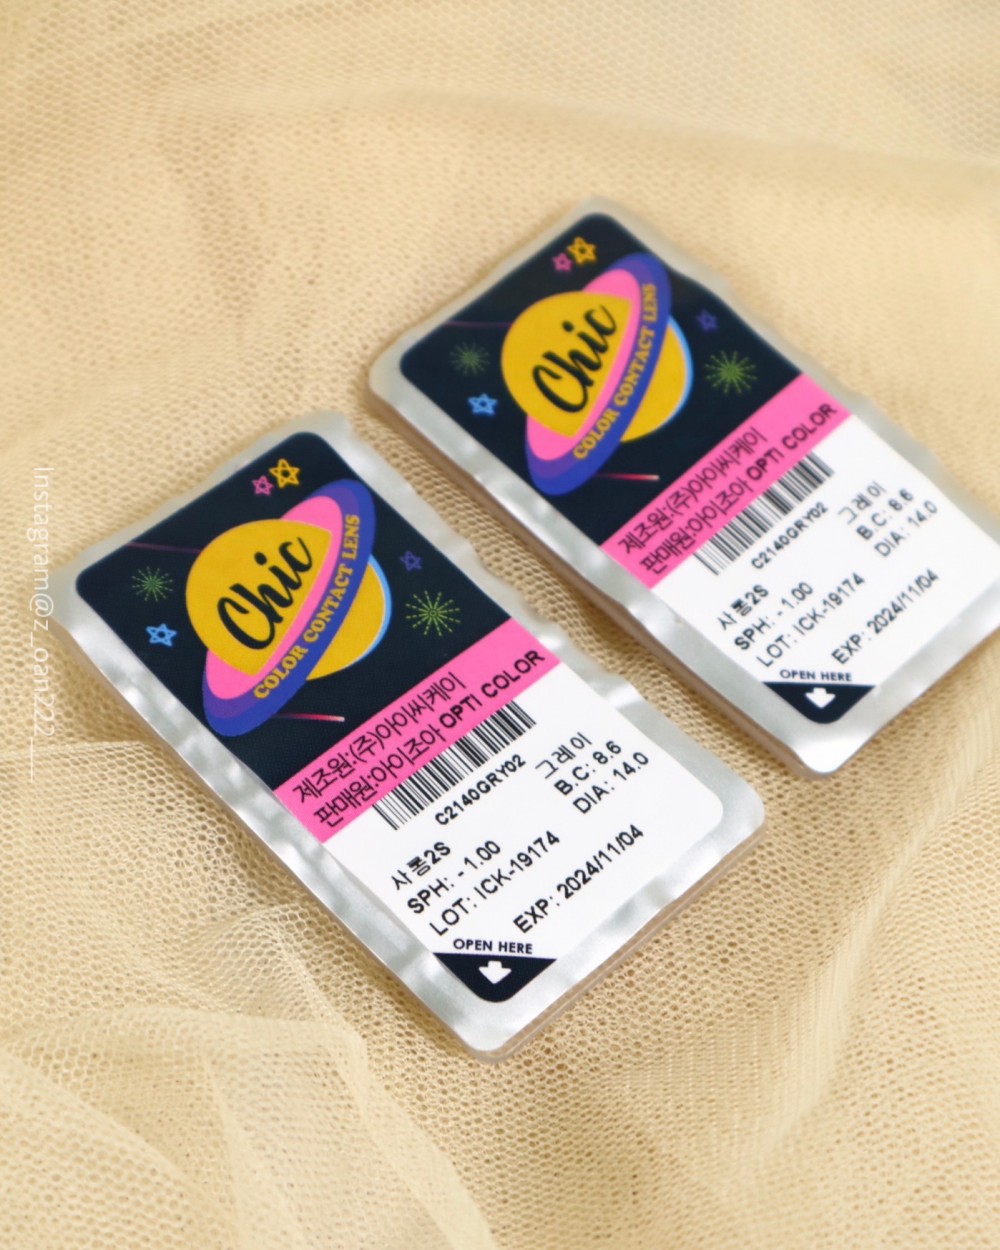 Chic
COLOR CONTACT LENS
제조원:(주)아이씨케이
판매원:아이조아 OPTI COLOR
C2140GRY02
사롱2S
그레이
SPH: -1.00
B.C: 8.6
LOT: ICK-19174
DIA: 14.0
EXP: 2024/11/04
OPEN HERE
Chic
COLOR CONTACT LENS
제조원:(주)아이씨케이
판매원:아이조아 OPTI COLOR
C2140GRY02
사롱2S
그레이
SPH: -1.00
B.C: 8.6
LOT: ICK-19174
DIA: 14.0
EXP: 2024/11/04
OPEN HERE